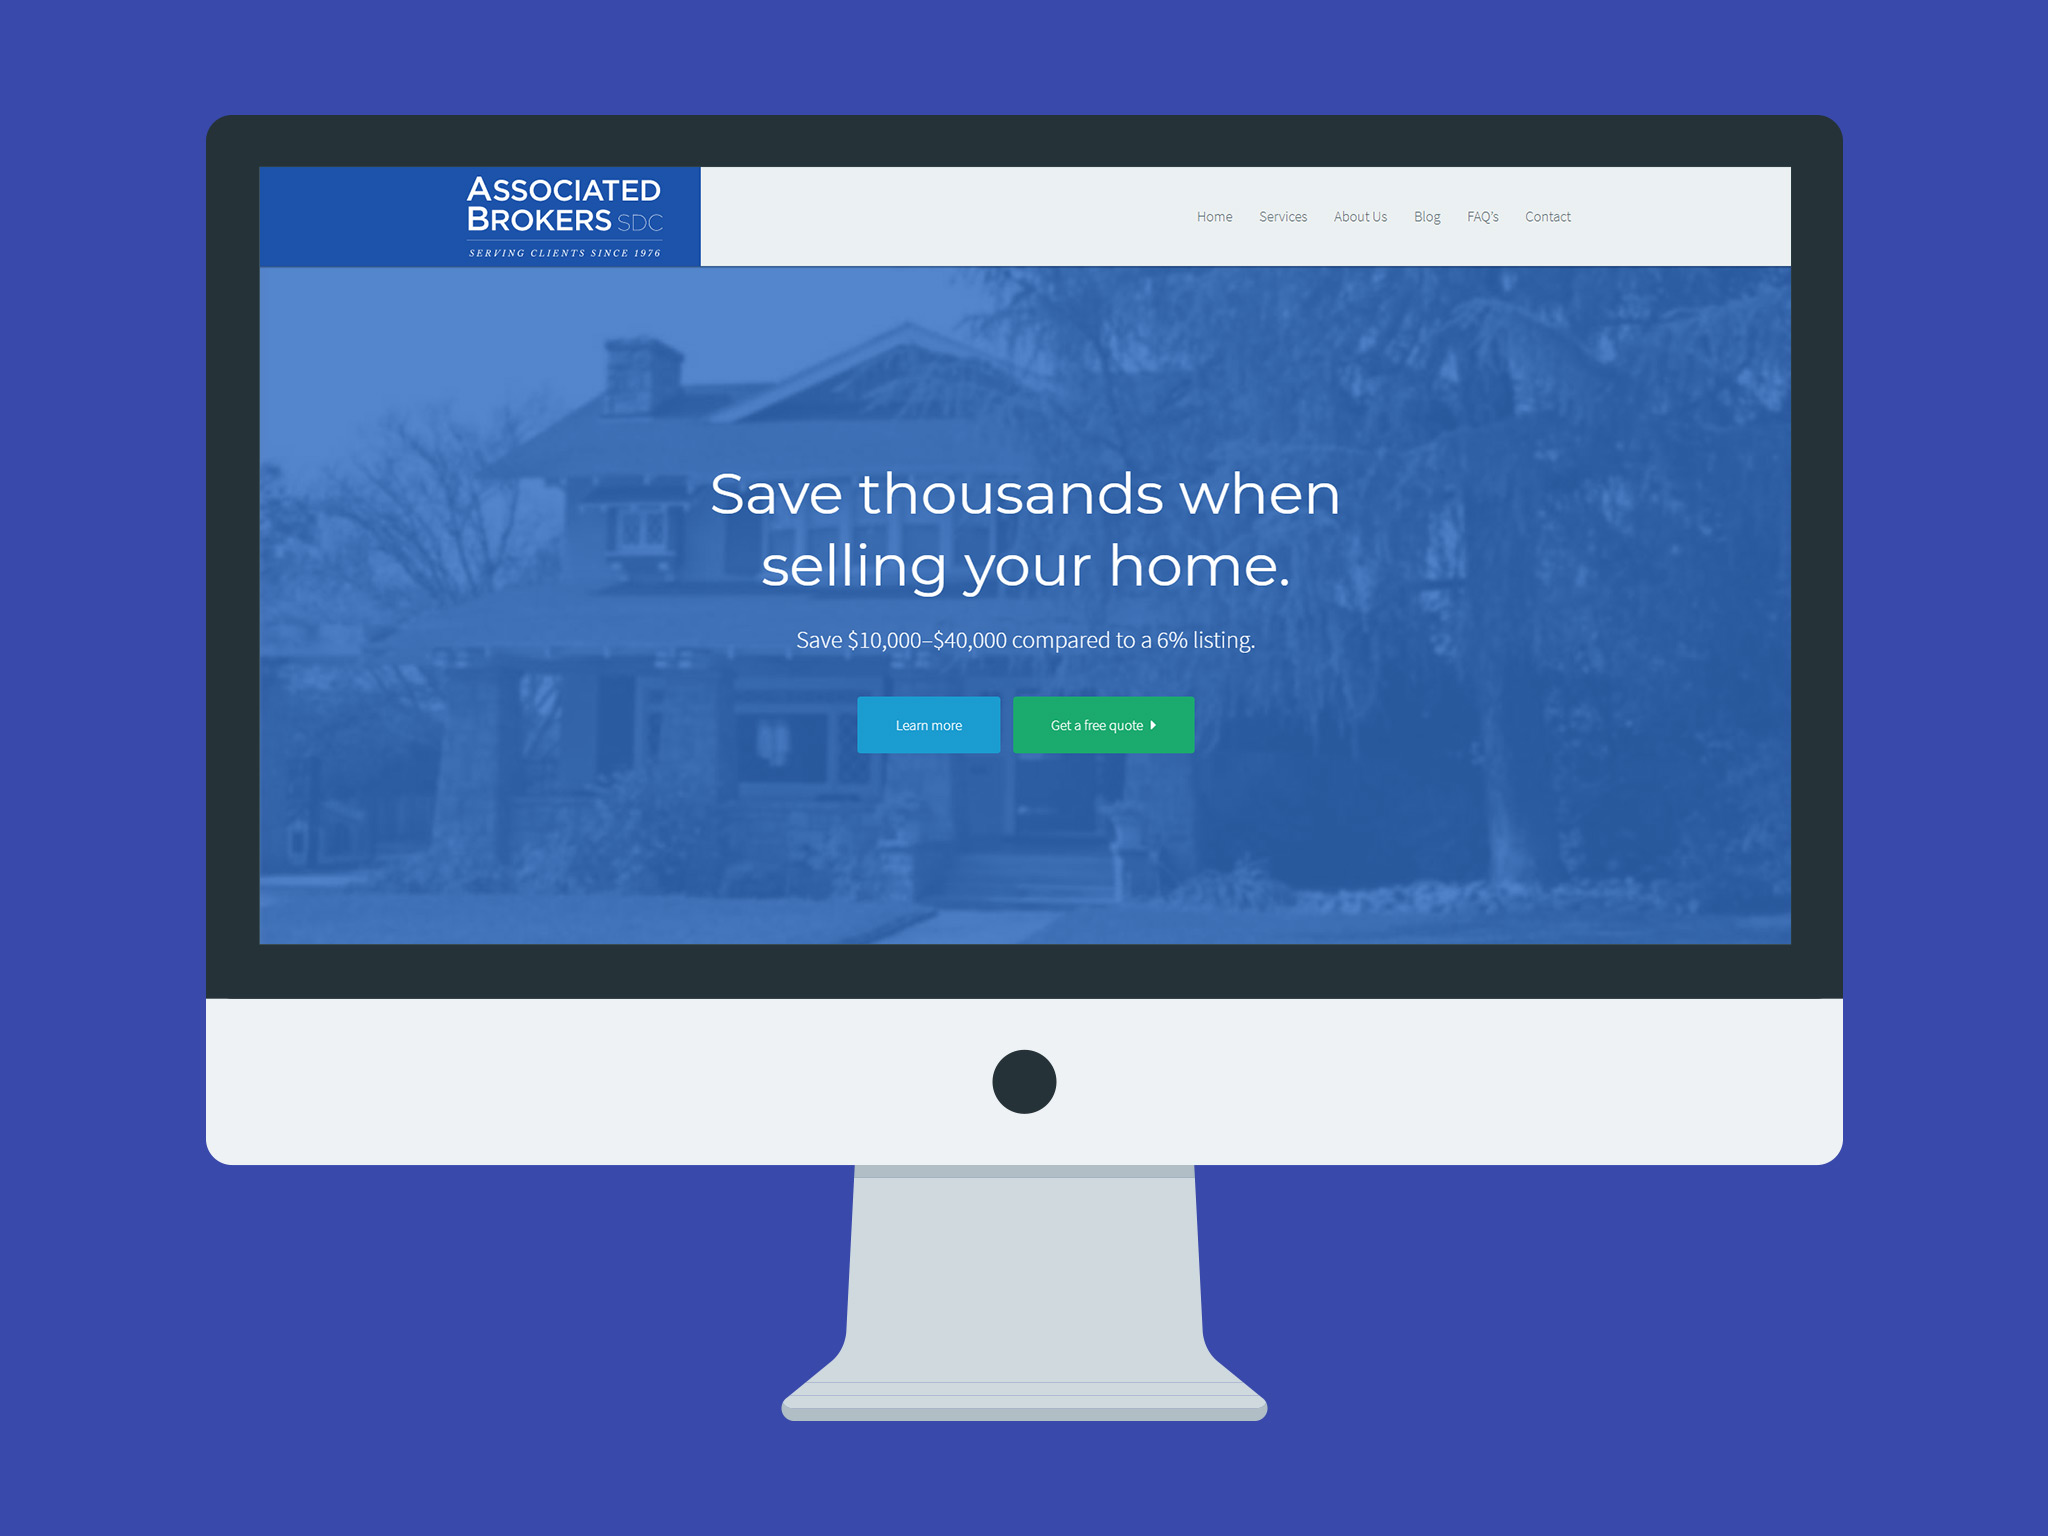 ASSOCIATED
BROKERS SDC
SERVING CLIENTS SINCE 1976
Home Services About Us Blog FAQ's Contact
Save thousands when
selling your home.
Save $10,000–$40,000 compared to a 6% listing.
Learn more Get a free quote